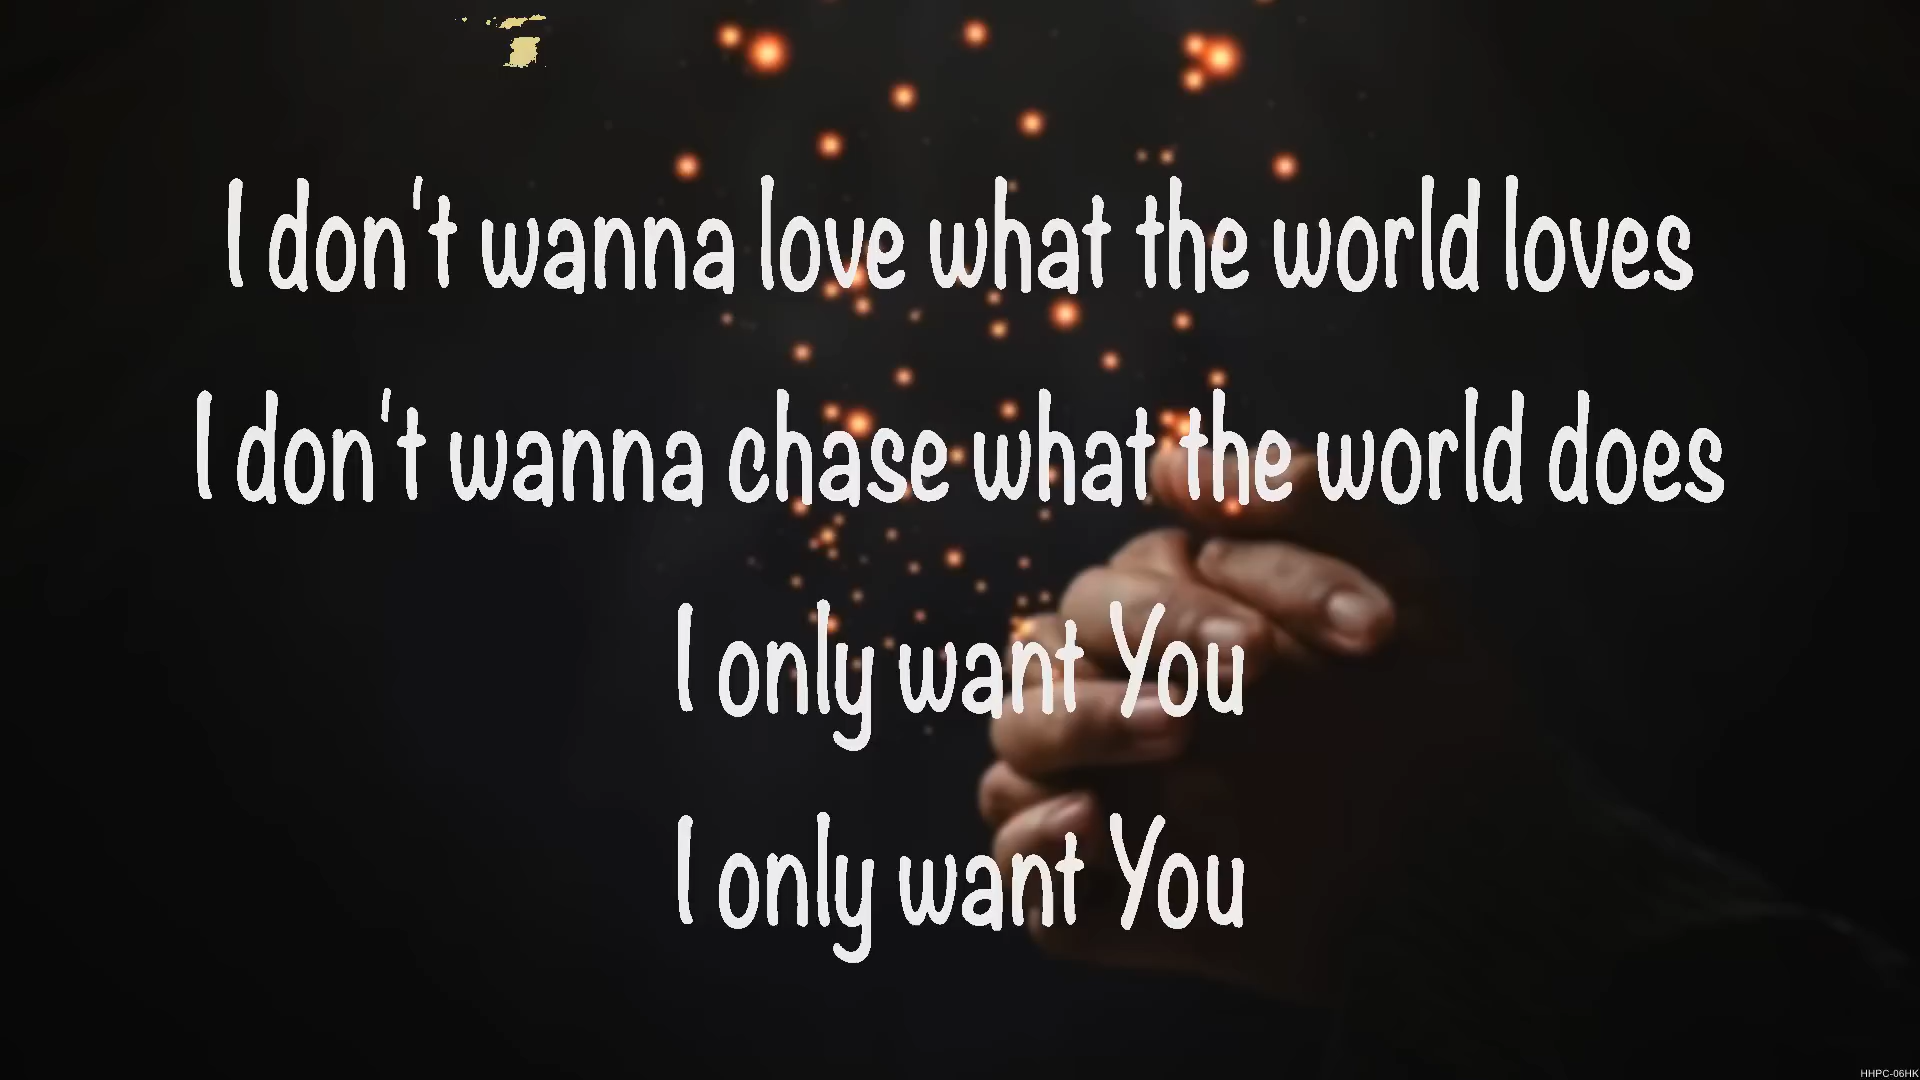 I don't wanna love what the world loves
I don't wanna chase what the world does
I only want You
I only want You
HHPC-06HK